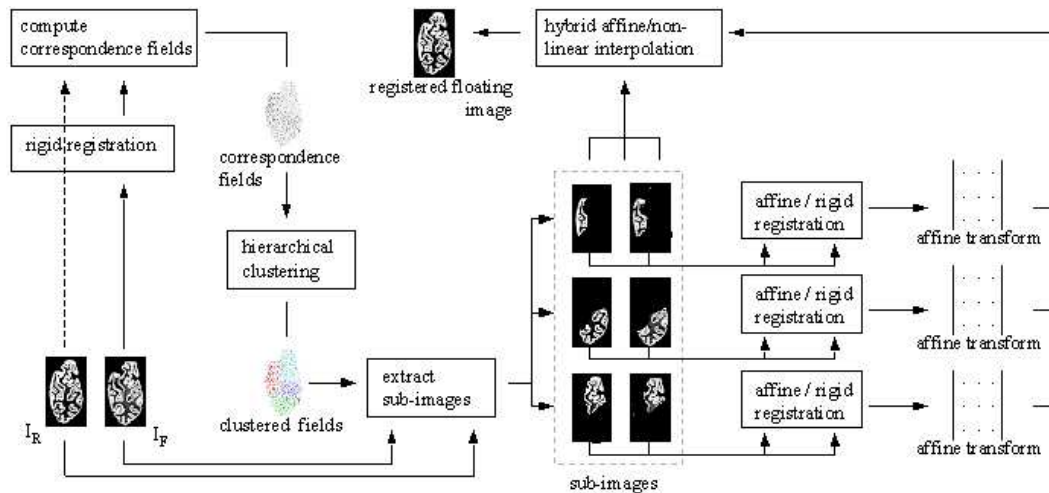 compute
correspondence fields
rigid registration
correspondence
fields
hierarchical
clustering
clustered fields
I_R
I_F
extract
sub-images
registered floating
image
hybrid affine/non-
linear interpolation
affine / rigid
registration
affine transform
affine / rigid
registration
affine transform
affine / rigid
registration
affine transform
sub-images